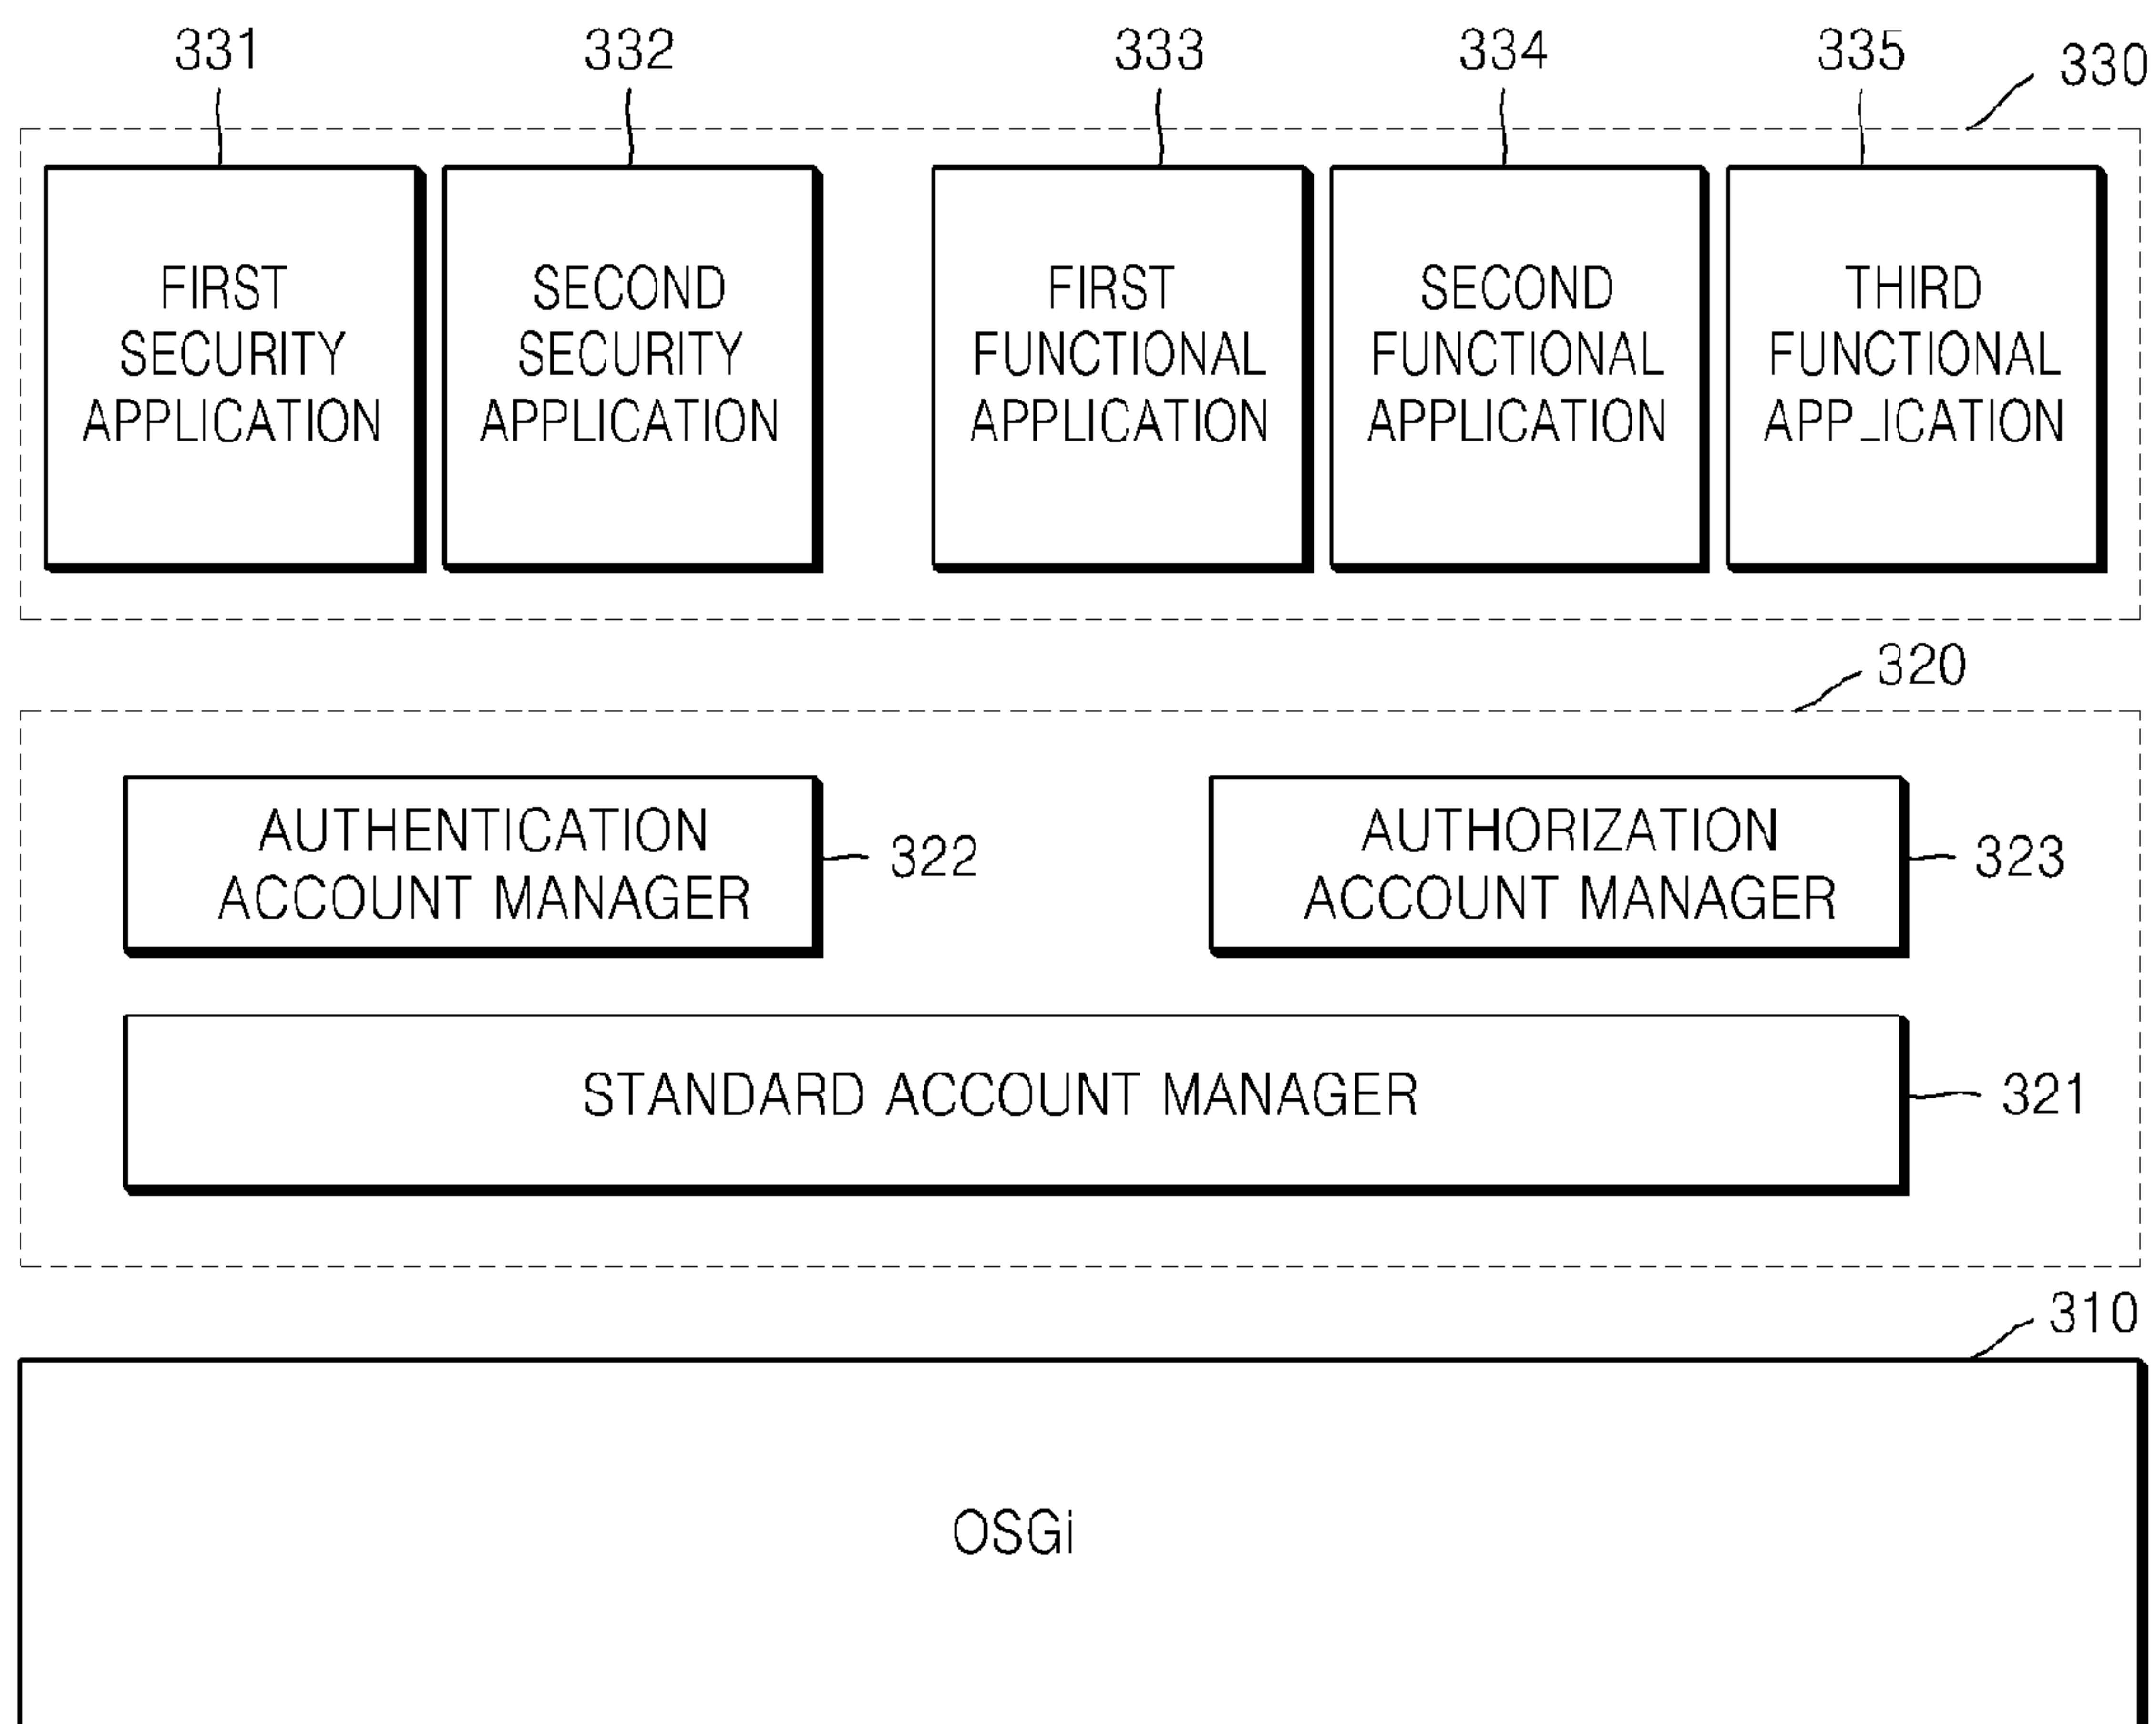 331 332 333 334 335 330
FIRST
SECURITY
APPLICATION
SECOND
SECURITY
APPLICATION
FIRST
FUNCTIONAL
APPLICATION
SECOND
FUNCTIONAL
APPLICATION
THIRD
FUNCTIONAL
APPLICATION
320
AUTHENTICATION
ACCOUNT MANAGER
322
AUTHORIZATION
ACCOUNT MANAGER
323
STANDARD ACCOUNT MANAGER
321
310
OSGi